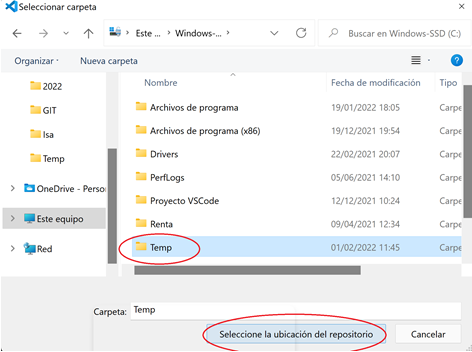 Seleccionar carpeta
Este ... > Windows-... >
Buscar en Windows-SSD (C:)
Organizar
Nueva carpeta
?
Nombre
Fecha de modificación
Tipo
2022
GIT
Isa
Temp
OneDrive - Perso
Este equipo
Red
Archivos de programa 19/01/2022 18:05 Carpe
Archivos de programa (x86) 19/12/2021 19:54 Carpe
Drivers 22/02/2021 20:07 Carpe
PerfLogs 05/06/2021 14:10 Carpe
Proyecto VSCode 12/12/2021 10:24 Carpe
Renta 09/04/2021 12:34 Carpe
Temp 01/02/2022 11:45 Carpe
Carpeta: Temp
Seleccione la ubicación del repositorio
Cancelar